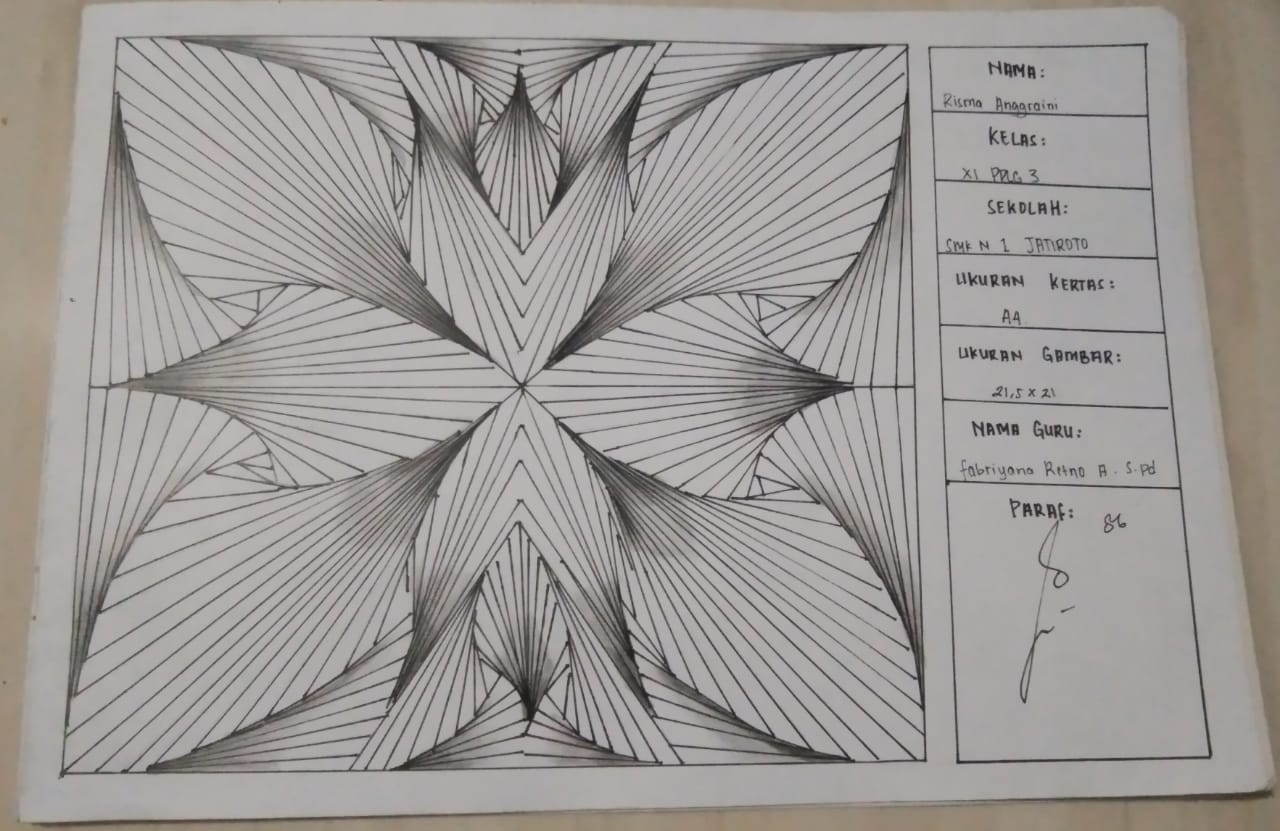 NAMA:
Risma Anggraini
KELAS:
XI PPLG 3
SEKOLAH:
SMK N 1 JATIROTO
UKURAN KERTAS:
A4
UKURAN GAMBAR:
21,5 x 21
NAMA GURU:
fabriyana Retno A. S.Pd
PARAF:
86